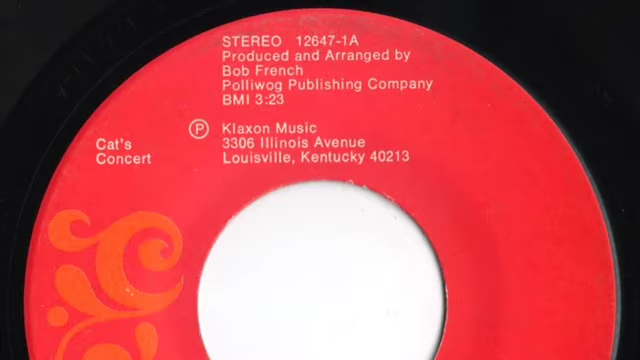 STEREO 12647-1A
Produced and Arranged by
Bob French
Polliwog Publishing Company
BMI 3:23
Ⓟ Klaxon Music
3306 Illinois Avenue
Louisville, Kentucky 40213
Cat's
Concert